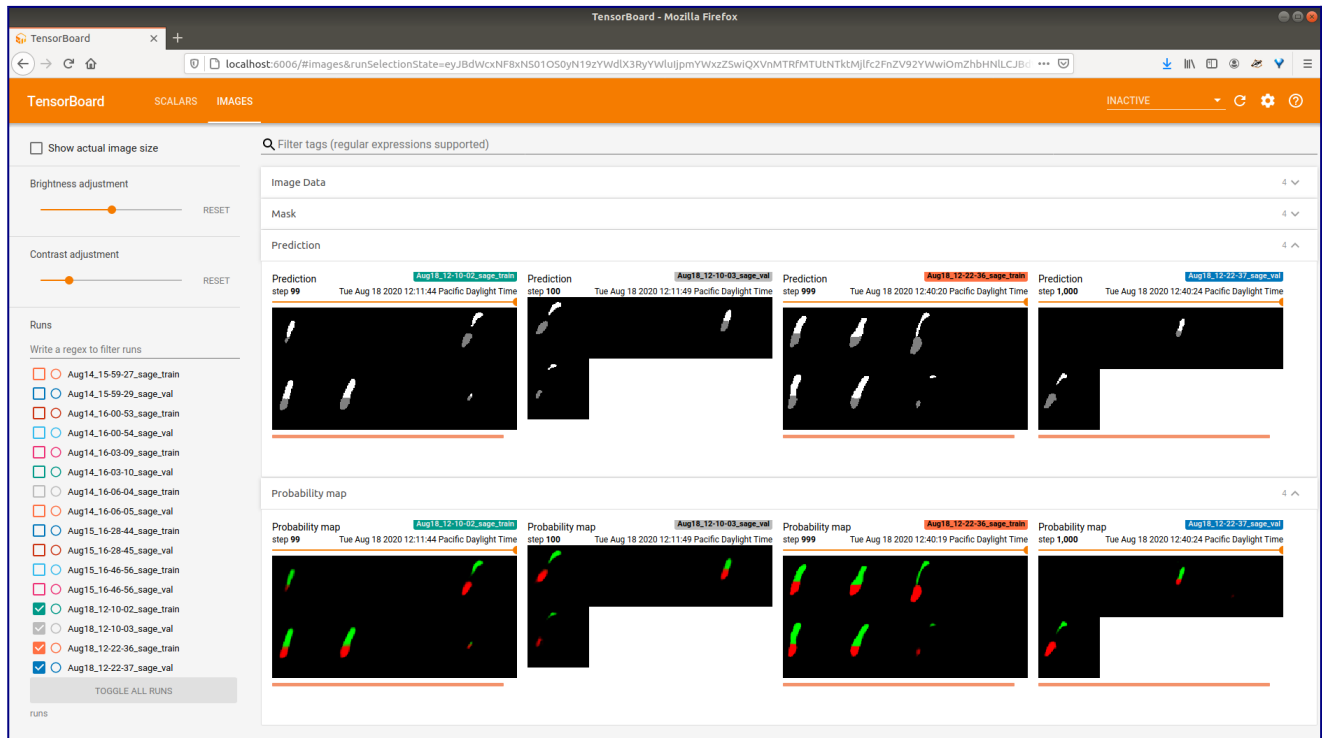 TensorBoard - Mozilla Firefox
TensorBoard × +
TensorBoard SCALARS IMAGES INACTIVE
Show actual image size
Filter tags (regular expressions supported)
Brightness adjustment
RESET
Contrast adjustment
RESET
Runs
Write a regex to filter runs
Aug14_15-59-27_sage_train
Aug14_15-59-29_sage_val
Aug14_16-00-53_sage_train
Aug14_16-00-54_sage_val
Aug14_16-03-09_sage_train
Aug14_16-03-10_sage_val
Aug14_16-06-04_sage_train
Aug14_16-06-05_sage_val
Aug15_16-28-44_sage_train
Aug15_16-28-45_sage_val
Aug15_16-46-56_sage_train
Aug15_16-46-56_sage_val
Aug18_12-10-02_sage_train
Aug18_12-10-03_sage_val
Aug18_12-22-36_sage_train
Aug18_12-22-37_sage_val
TOGGLE ALL RUNS
runs
Image Data 4
Mask 4
Prediction 4
Prediction Aug18_12-10-02_sage_train
step 99 Tue Aug 18 2020 12:11:44 Pacific Daylight Time
Prediction Aug18_12-10-03_sage_val
step 100 Tue Aug 18 2020 12:11:49 Pacific Daylight Time
Prediction Aug18_12-22-36_sage_train
step 999 Tue Aug 18 2020 12:40:20 Pacific Daylight Time
Prediction Aug18_12-22-37_sage_val
step 1,000 Tue Aug 18 2020 12:40:24 Pacific Daylight Time
Probability map 4
Probability map Aug18_12-10-02_sage_train
step 99 Tue Aug 18 2020 12:11:44 Pacific Daylight Time
Probability map Aug18_12-10-03_sage_val
step 100 Tue Aug 18 2020 12:11:49 Pacific Daylight Time
Probability map Aug18_12-22-36_sage_train
step 999 Tue Aug 18 2020 12:40:19 Pacific Daylight Time
Probability map Aug18_12-22-37_sage_val
step 1,000 Tue Aug 18 2020 12:40:24 Pacific Daylight Time